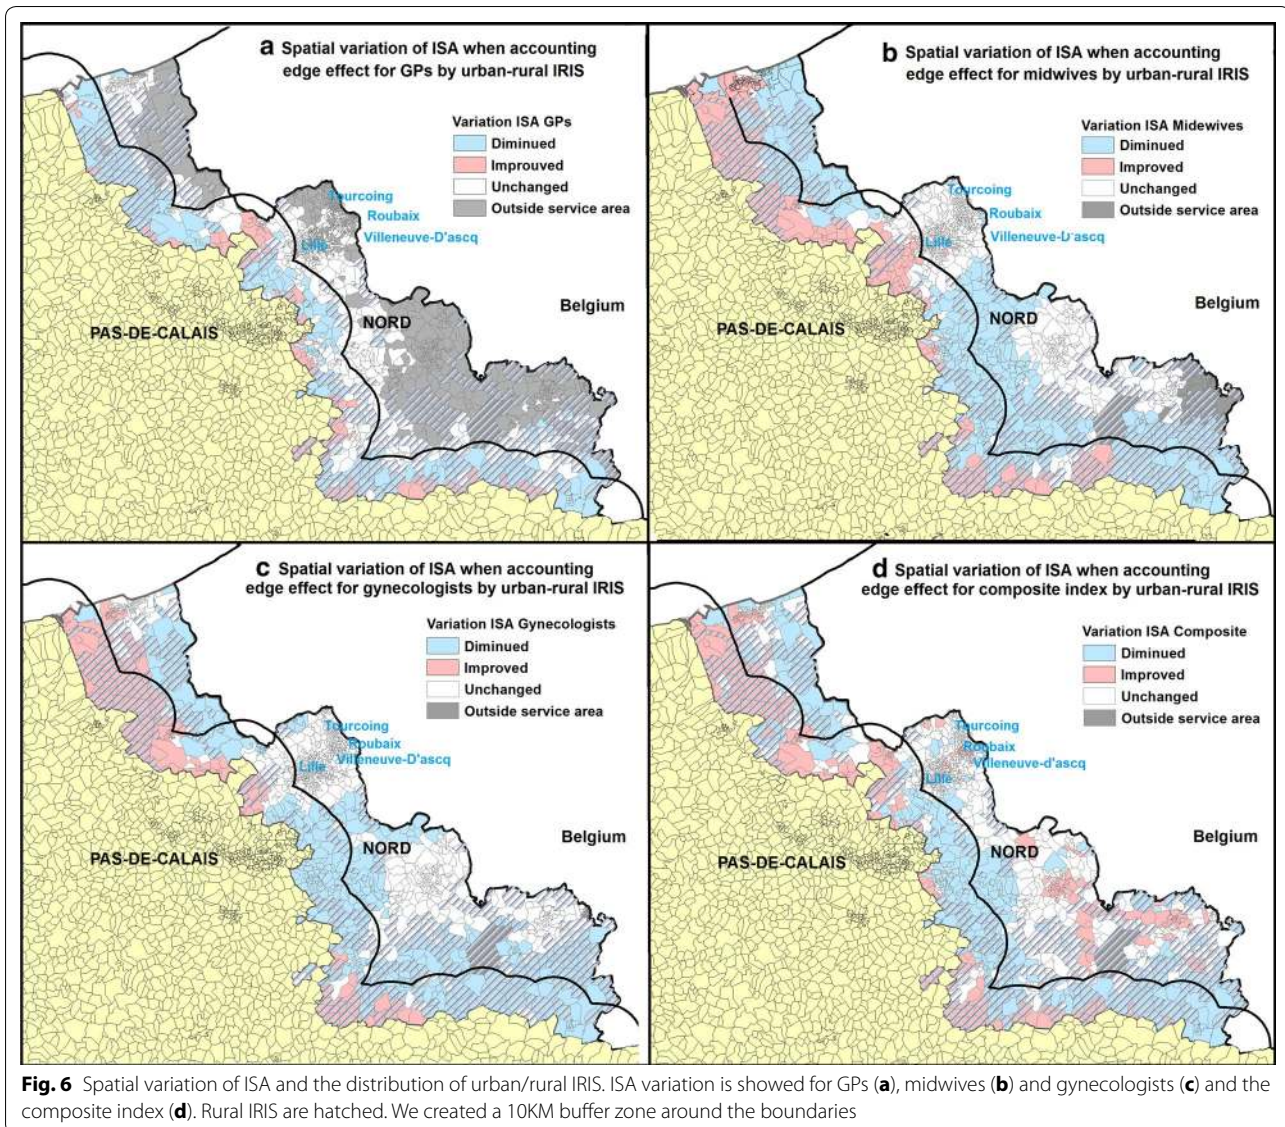 a Spatial variation of ISA when accounting
edge effect for GPs by urban-rural IRIS
Variation ISA GPs
Diminued
Improuved
Unchanged
Outside service area
Tourcoing
Roubaix
Villeneuve-D'ascq
Lille
Belgium
NORD
PAS-DE-CALAIS
b Spatial variation of ISA when accounting
edge effect for midwives by urban-rural IRIS
Variation ISA Midewives
Diminued
Improved
Unchanged
Outside service area
Tourcoing
Roubaix
Villeneuve-D'ascq
Lille
Belgium
NORD
PAS-DE-CALAIS
c Spatial variation of ISA when accounting
edge effect for gynecologists by urban-rural IRIS
Variation ISA Gynecologists
Diminued
Improved
Unchanged
Outside service area
Tourcoing
Roubaix
Villeneuve-D'ascq
Lille
Belgium
NORD
PAS-DE-CALAIS
d Spatial variation of ISA when accounting
edge effect for composite index by urban-rural IRIS
Variation ISA Composite
Diminued
Improved
Unchanged
Outside service area
Tourcoing
Roubaix
Villeneuve-d'ascq
Lille
Belgium
NORD
PAS-DE-CALAIS
Fig. 6 Spatial variation of ISA and the distribution of urban/rural IRIS. ISA variation is showed for GPs (a), midwives (b) and gynecologists (c) and the
composite index (d). Rural IRIS are hatched. We created a 10KM buffer zone around the boundaries